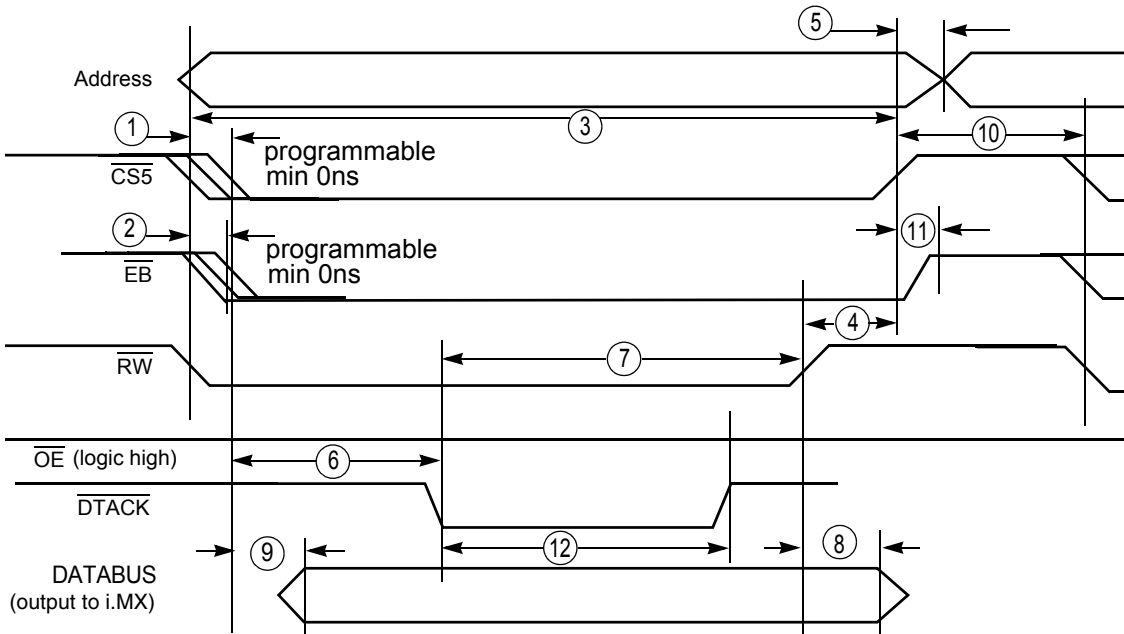 5
Address
1
3
10
programmable
min 0ns
CS5
2
11
programmable
min 0ns
EB
4
7
RW
OE (logic high)
6
DTACK
9
12
8
DATABUS
(output to i.MX)